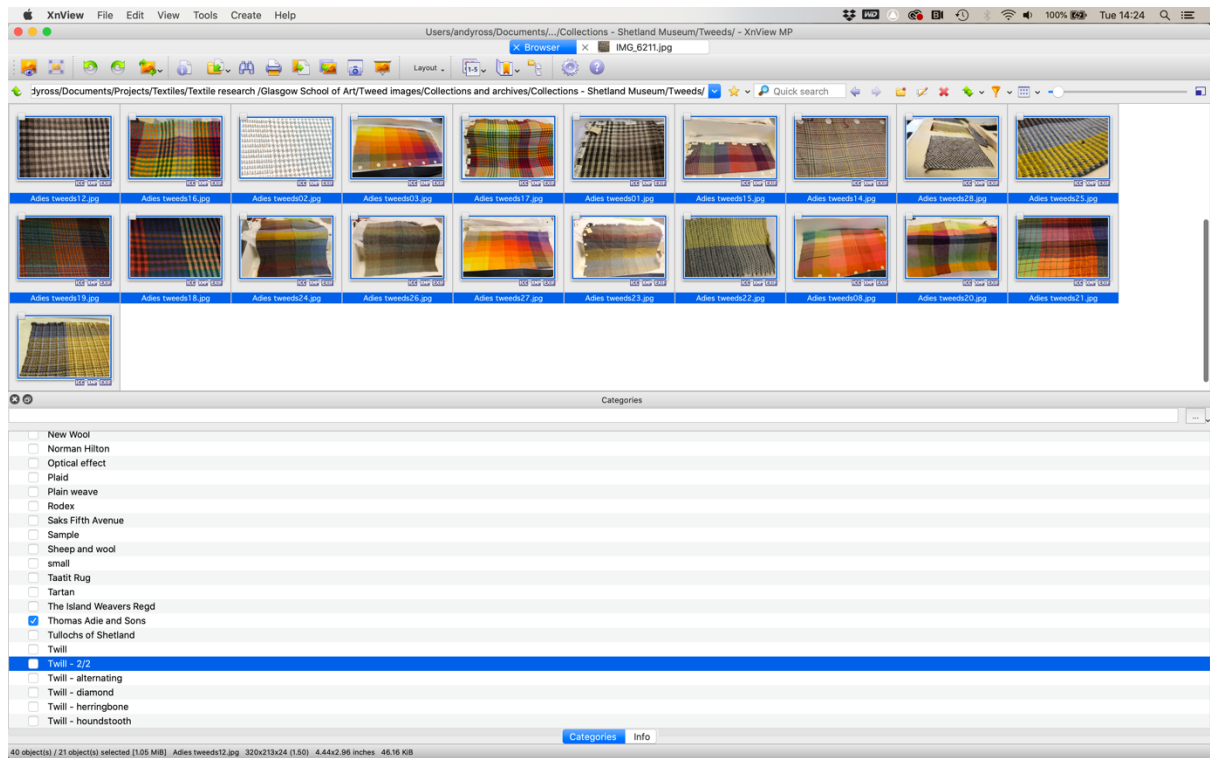 XnView File Edit View Tools Create Help 100% Tue 14:24
Users/andyross/Documents/.../Collections - Shetland Museum/Tweeds/ - XnView MP
Browser IMG_6211.jpg
Layout
dyross/Documents/Projects/Textiles/Textile research /Glasgow School of Art/Tweed images/Collections and archives/Collections - Shetland Museum/Tweeds/ Quick search
Adies tweeds12.jpg Adies tweeds16.jpg Adies tweeds02.jpg Adies tweeds03.jpg Adies tweeds17.jpg Adies tweeds01.jpg Adies tweeds15.jpg Adies tweeds14.jpg Adies tweeds28.jpg Adies tweeds25.jpg
Adies tweeds19.jpg Adies tweeds18.jpg Adies tweeds24.jpg Adies tweeds26.jpg Adies tweeds27.jpg Adies tweeds23.jpg Adies tweeds22.jpg Adies tweeds08.jpg Adies tweeds20.jpg Adies tweeds21.jpg
Categories
...
New Wool
Norman Hilton
Optical effect
Plaid
Plain weave
Rodex
Saks Fifth Avenue
Sample
Sheep and wool
small
Taatit Rug
Tartan
The Island Weavers Regd
Thomas Adie and Sons
Tullochs of Shetland
Twill
Twill - 2/2
Twill - alternating
Twill - diamond
Twill - herringbone
Twill - houndstooth
Categories Info
40 object(s) / 21 object(s) selected [1.05 MiB] Adies tweeds12.jpg 320x213x24 (1.50) 4.44x2.96 inches 46.16 KiB